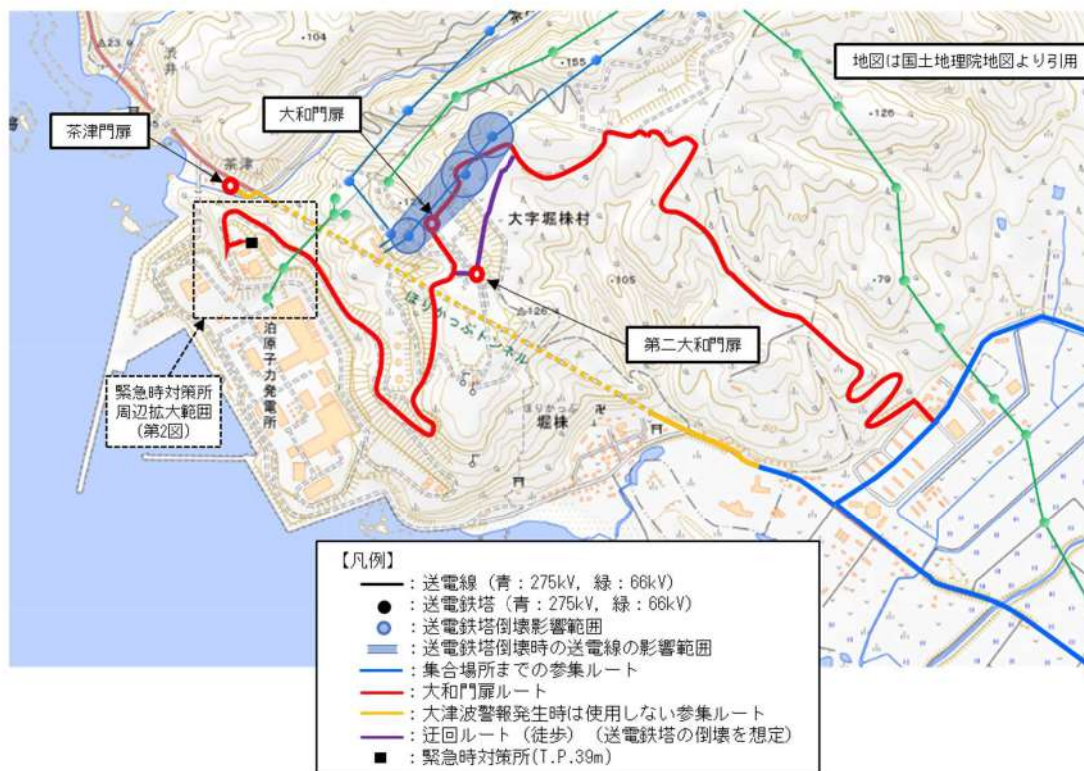 地図は国土地理院地図より引用
大和門扉
茶津門扉
茶津
・104
・155
・126
大字堀株村
・105
・79
△126.4
ほりかっぷトンネル
第二大和門扉
泊原子力発電所
緊急時対策所
周辺拡大範囲
(第2図)
ほりかっぷ
堀株
【凡例】
：送電線（青：275kV，緑：66kV）
：送電鉄塔（青：275kV，緑：66kV）
：送電鉄塔倒壊影響範囲
：送電鉄塔倒壊時の送電線の影響範囲
：集合場所までの参集ルート
：大和門扉ルート
：大津波警報発生時は使用しない参集ルート
：迂回ルート（徒歩）（送電鉄塔の倒壊を想定）
：緊急時対策所(T.P.39m)